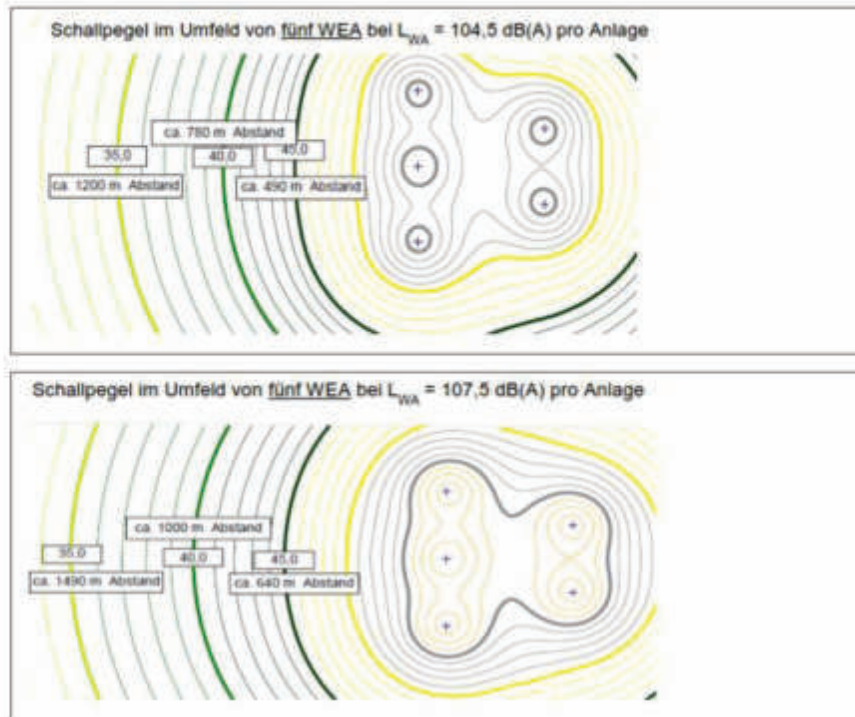 Schallpegel im Umfeld von fünf WEA bei LWA = 104,5 dB(A) pro Anlage
ca. 780 m Abstand
35,0
40,0
45,0
ca. 1200 m Abstand
ca. 490 m Abstand
Schallpegel im Umfeld von fünf WEA bei LWA = 107,5 dB(A) pro Anlage
ca. 1000 m Abstand
35,0
40,0
45,0
ca. 1490 m Abstand
ca. 640 m Abstand